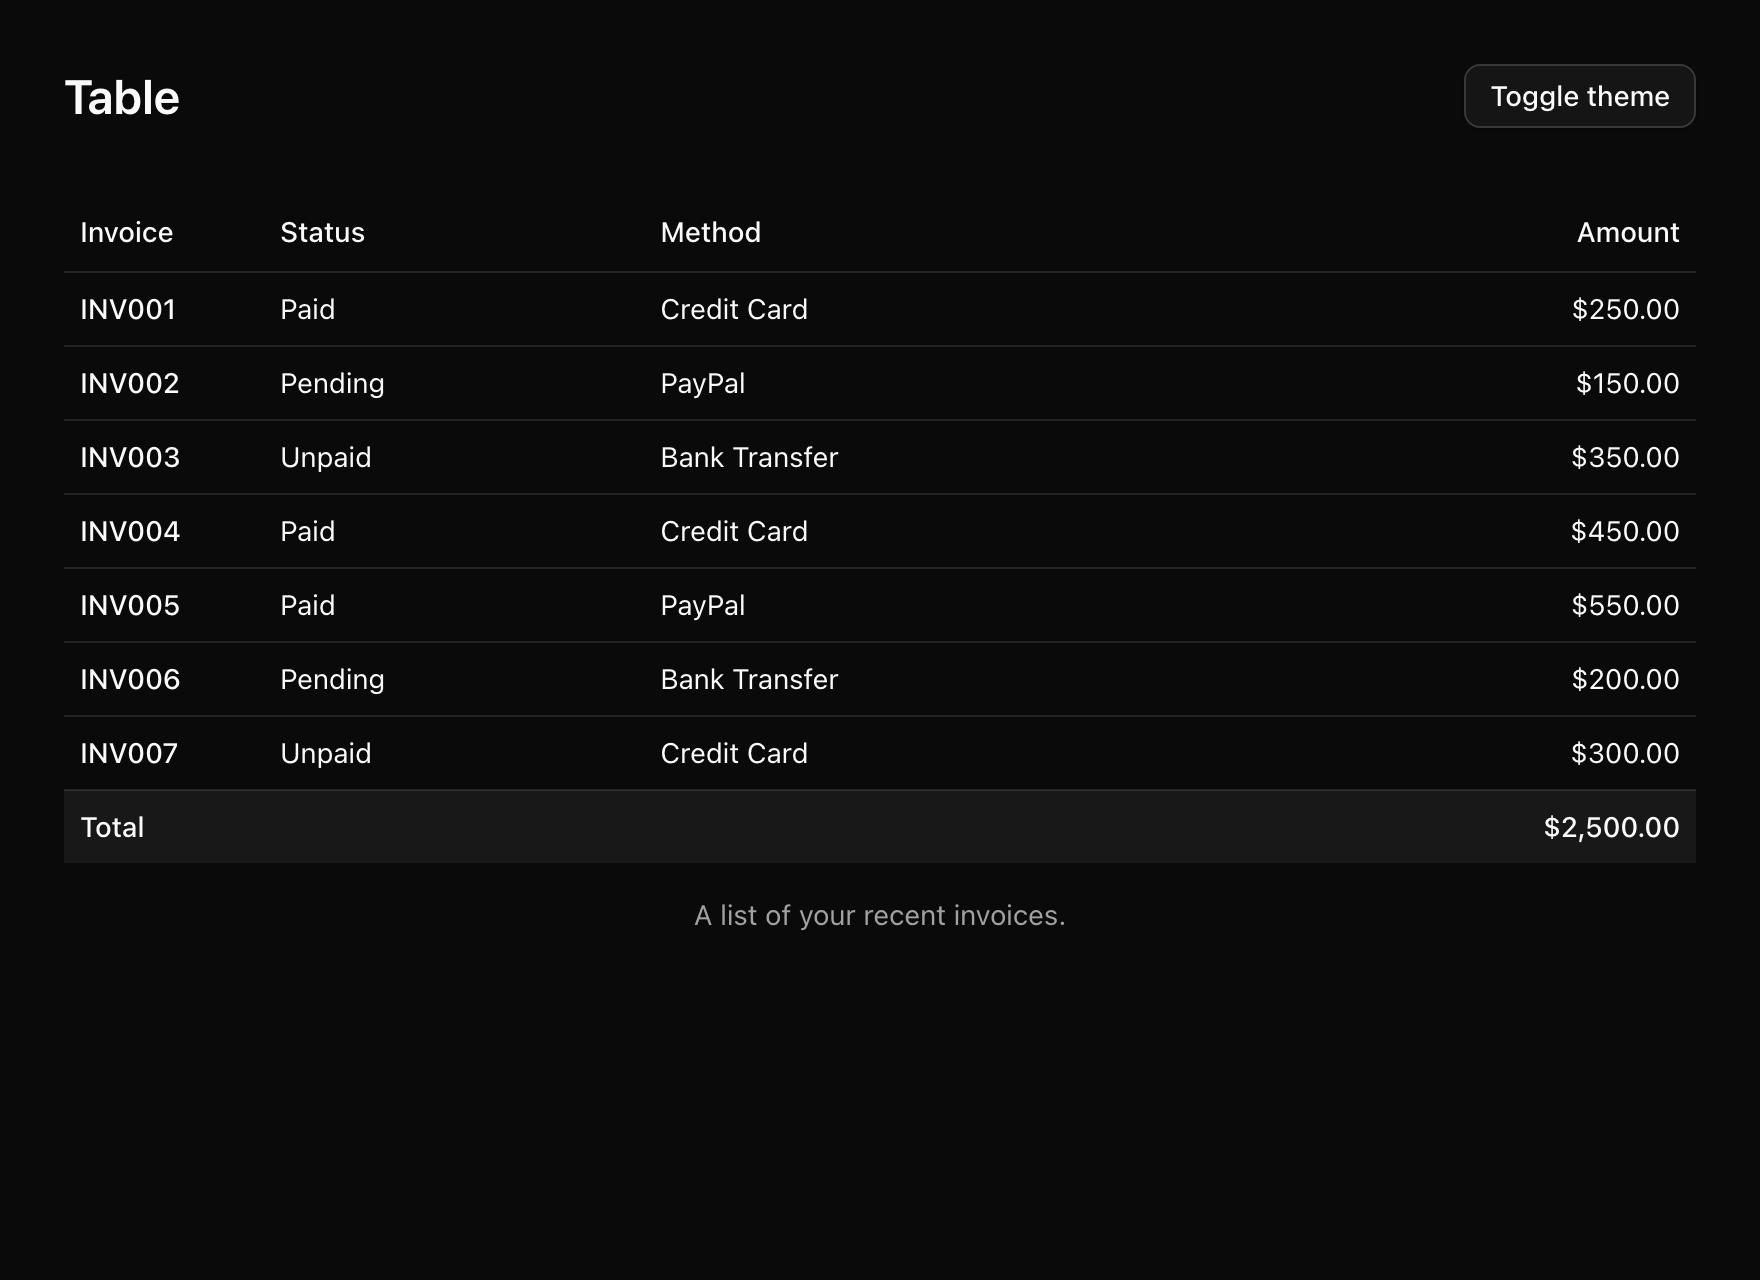 Table
Toggle theme
Invoice Status Method Amount
INV001 Paid Credit Card $250.00
INV002 Pending PayPal $150.00
INV003 Unpaid Bank Transfer $350.00
INV004 Paid Credit Card $450.00
INV005 Paid PayPal $550.00
INV006 Pending Bank Transfer $200.00
INV007 Unpaid Credit Card $300.00
Total $2,500.00
A list of your recent invoices.